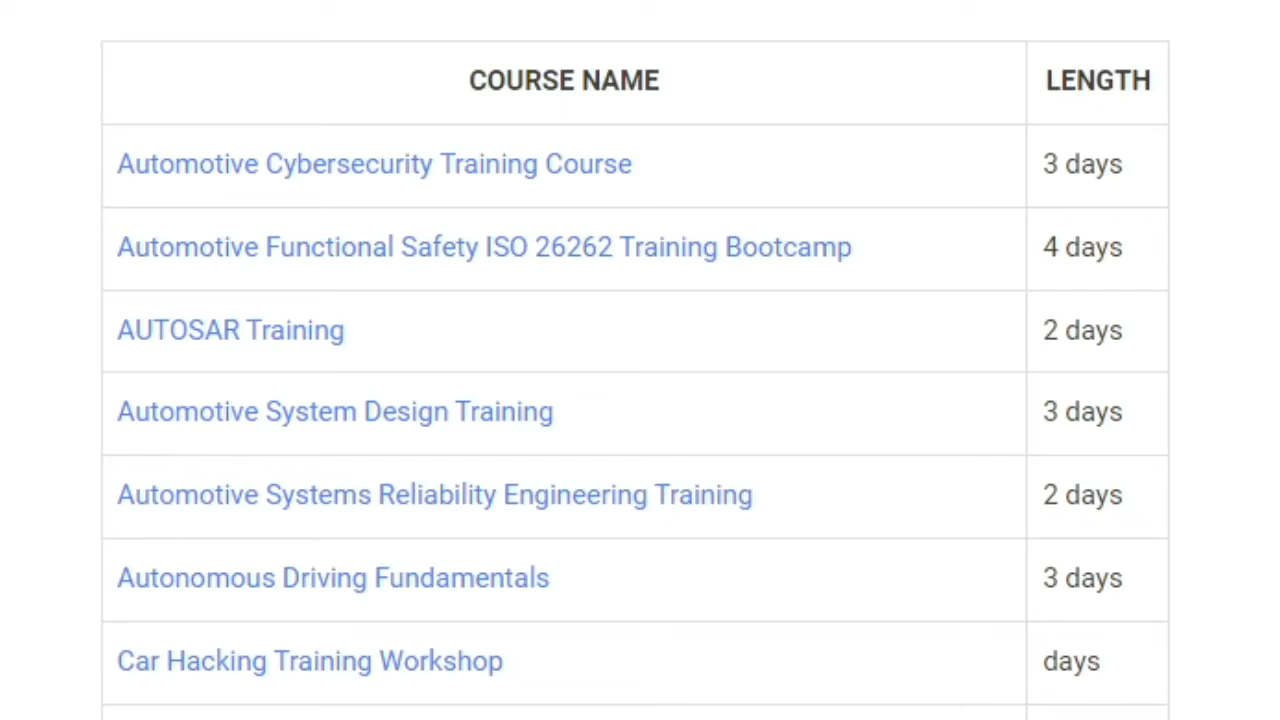 COURSE NAME LENGTH
Automotive Cybersecurity Training Course 3 days
Automotive Functional Safety ISO 26262 Training Bootcamp 4 days
AUTOSAR Training 2 days
Automotive System Design Training 3 days
Automotive Systems Reliability Engineering Training 2 days
Autonomous Driving Fundamentals 3 days
Car Hacking Training Workshop days